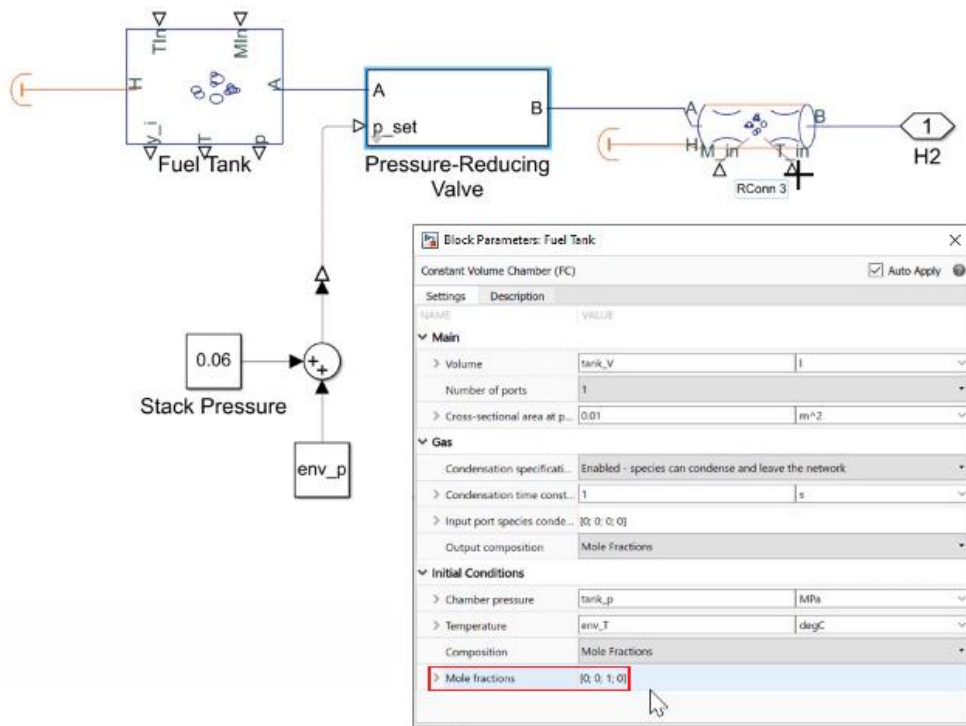 TIn
MIn
H
A
y_i
T
p
Fuel Tank
A
B
p_set
Pressure-Reducing
Valve
A
B
H
M_in
T_in
RConn 3
1
H2
0.06
Stack Pressure
+
+
env_p
Block Parameters: Fuel Tank
Constant Volume Chamber (FC)
Auto Apply
Settings Description
NAME VALUE
Main
Volume tank_V l
Number of ports 1
Cross-sectional area at p... 0.01 m^2
Gas
Condensation specificati... Enabled - species can condense and leave the network
Condensation time const... 1 s
Input port species conde... [0; 0; 0; 0]
Output composition Mole Fractions
Initial Conditions
Chamber pressure tank_p MPa
Temperature env_T degC
Composition Mole Fractions
Mole fractions [0; 0; 1; 0]